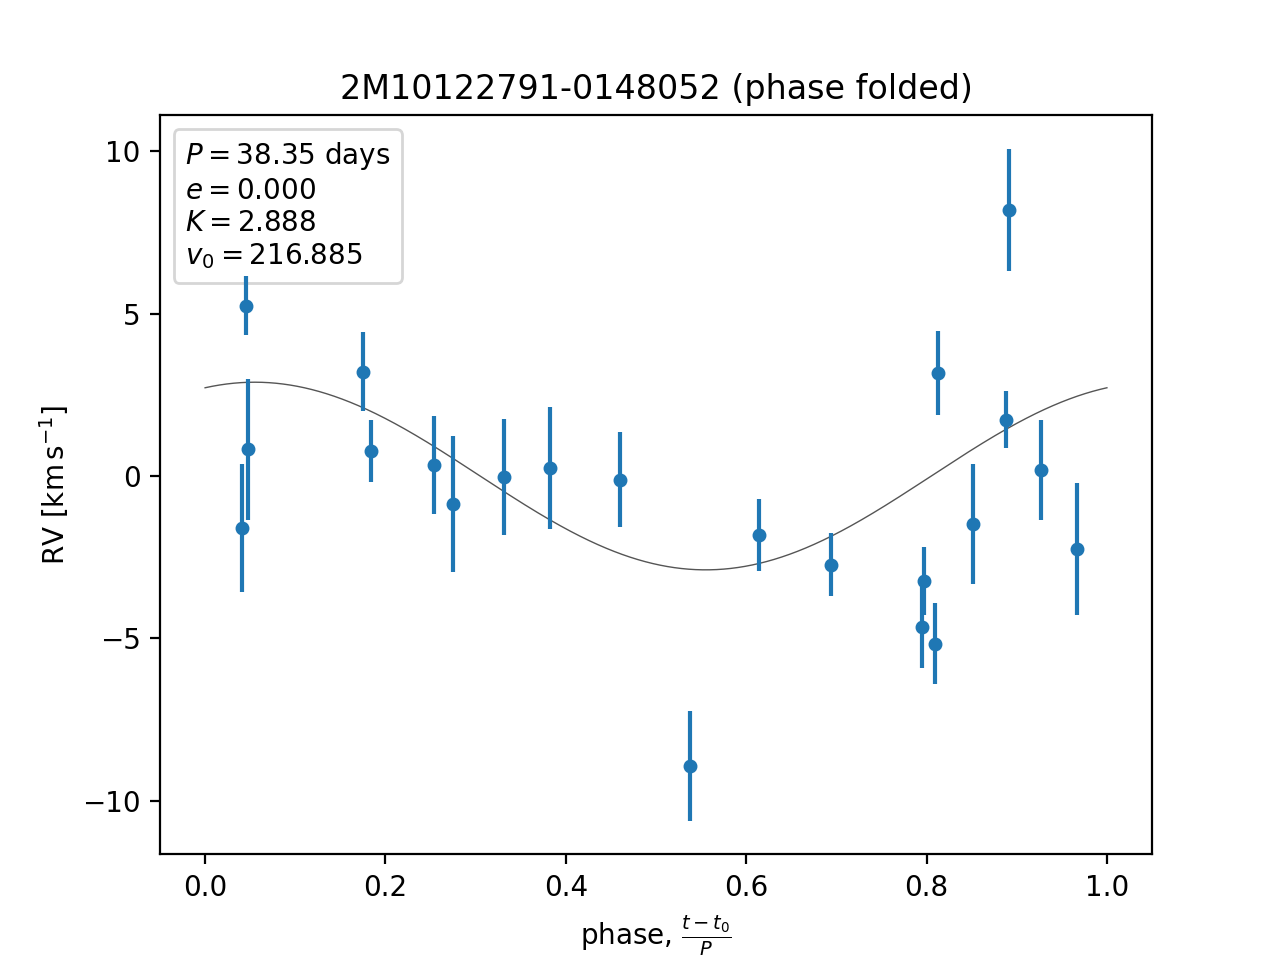 2M10122791-0148052 (phase folded)
P = 38.35 days
e = 0.000
K = 2.888
v₀ = 216.885
10
5
0
−5
−10
RV [km s⁻¹]
0.0 0.2 0.4 0.6 0.8 1.0
phase, (t − t₀)/P